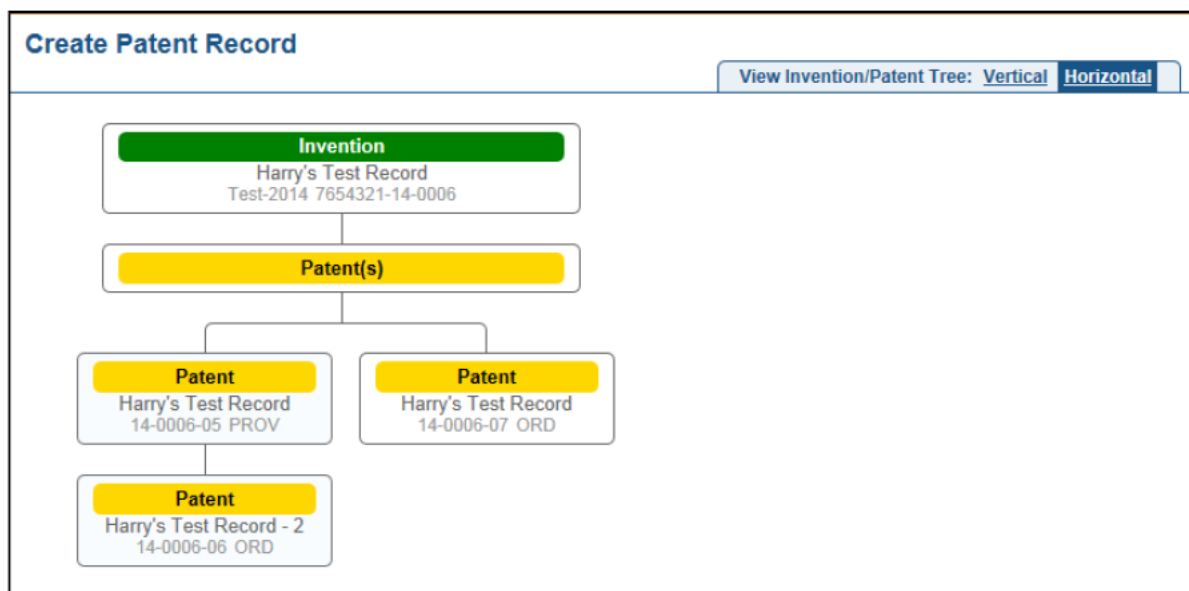 Create Patent Record
View Invention/Patent Tree: Vertical Horizontal
Invention
Harry's Test Record
Test-2014 7654321-14-0006
Patent(s)
Patent
Harry's Test Record
14-0006-05 PROV
Patent
Harry's Test Record
14-0006-07 ORD
Patent
Harry's Test Record - 2
14-0006-06 ORD